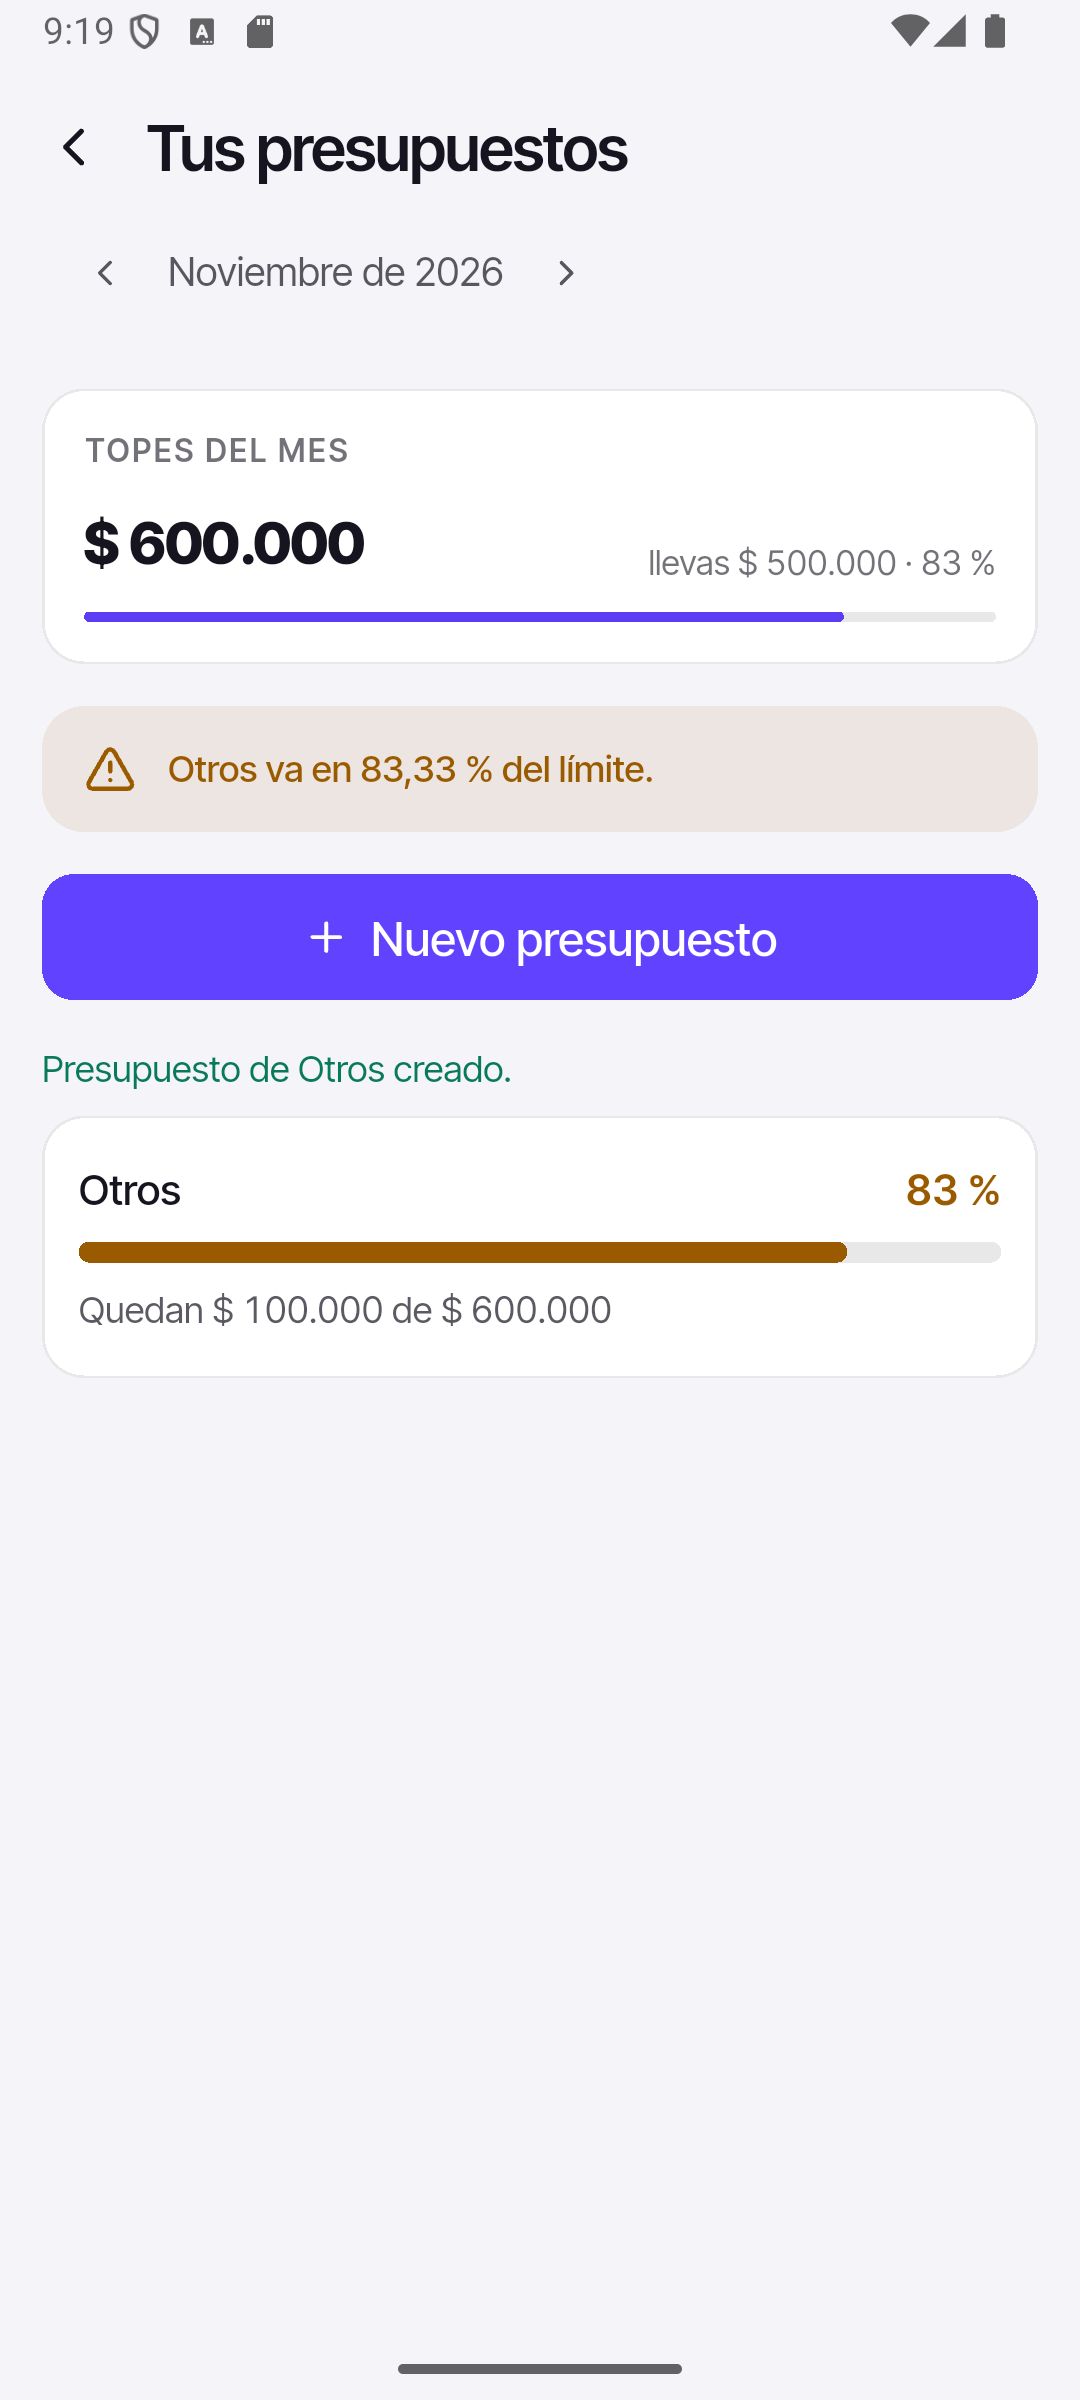 9:19
Tus presupuestos
Noviembre de 2026
TOPES DEL MES
$ 600.000
llevas $ 500.000 · 83 %
Otros va en 83,33 % del límite.
+ Nuevo presupuesto
Presupuesto de Otros creado.
Otros
83 %
Quedan $ 100.000 de $ 600.000